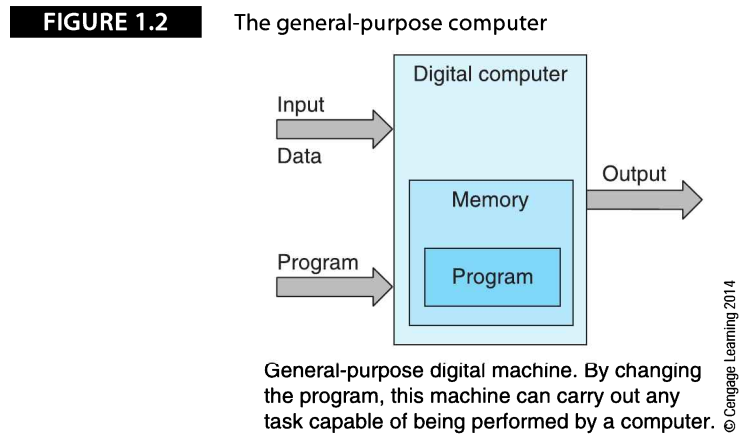 FIGURE 1.2 The general-purpose computer
Digital computer
Input
Data
Output
Memory
Program
Program
General-purpose digital machine. By changing
the program, this machine can carry out any
task capable of being performed by a computer.
© Cengage Learning 2014